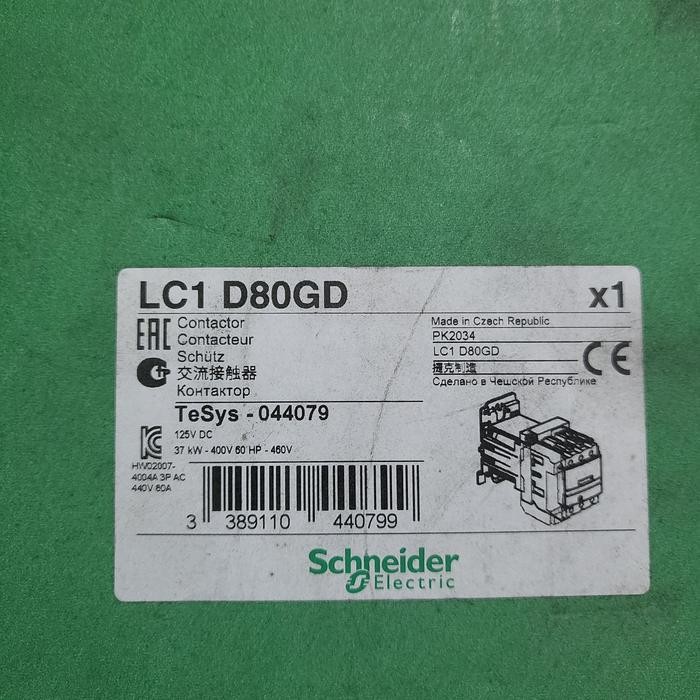 LC1 D80GD
x1
EAC
Contactor
Contacteur
Schütz
交流接触器
Контактор
Made in Czech Republic
PK2034
LC1 D80GD
捷克制造
Сделано в Чешской Республике
CE
TeSys - 044079
125V DC
37 kW - 400V 60 HP - 460V
HW02007-
4004A 3P AC
440V 80A
3 389110 440799
Schneider
Electric